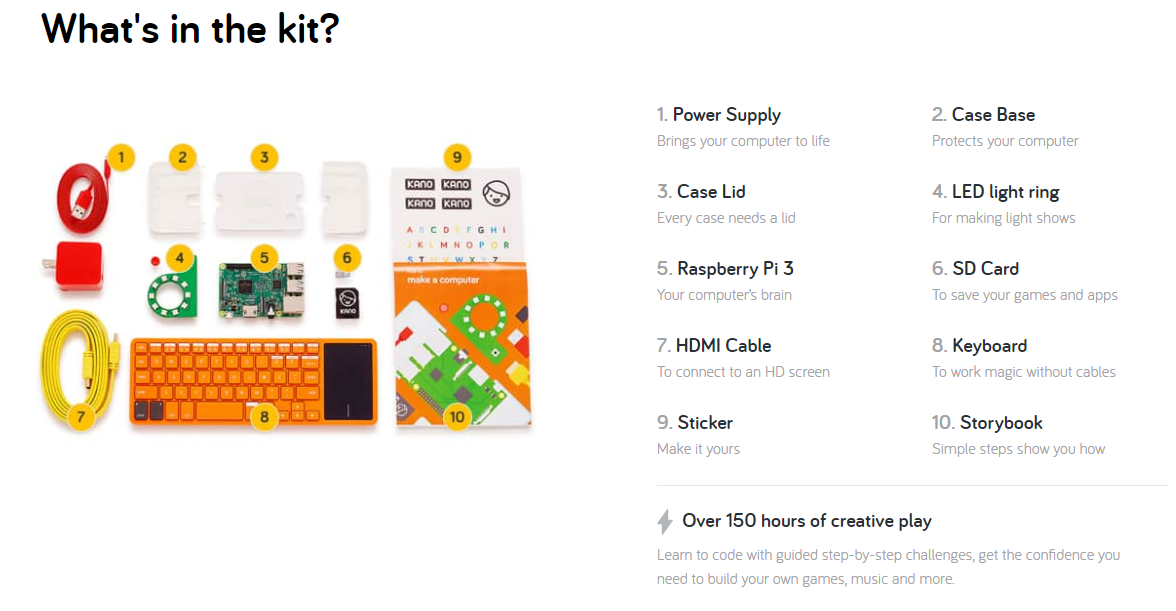 What's in the kit?
1
2
3
9
KANO KANO
KANO KANO
A B C D E F G H I
J K L M N O P Q R
S T U V W X Y Z
4
5
6
make a computer
KANO
7
8
10
1. Power Supply
Brings your computer to life
2. Case Base
Protects your computer
3. Case Lid
Every case needs a lid
4. LED light ring
For making light shows
5. Raspberry Pi 3
Your computer's brain
6. SD Card
To save your games and apps
7. HDMI Cable
To connect to an HD screen
8. Keyboard
To work magic without cables
9. Sticker
Make it yours
10. Storybook
Simple steps show you how
Over 150 hours of creative play
Learn to code with guided step-by-step challenges, get the confidence you
need to build your own games, music and more.